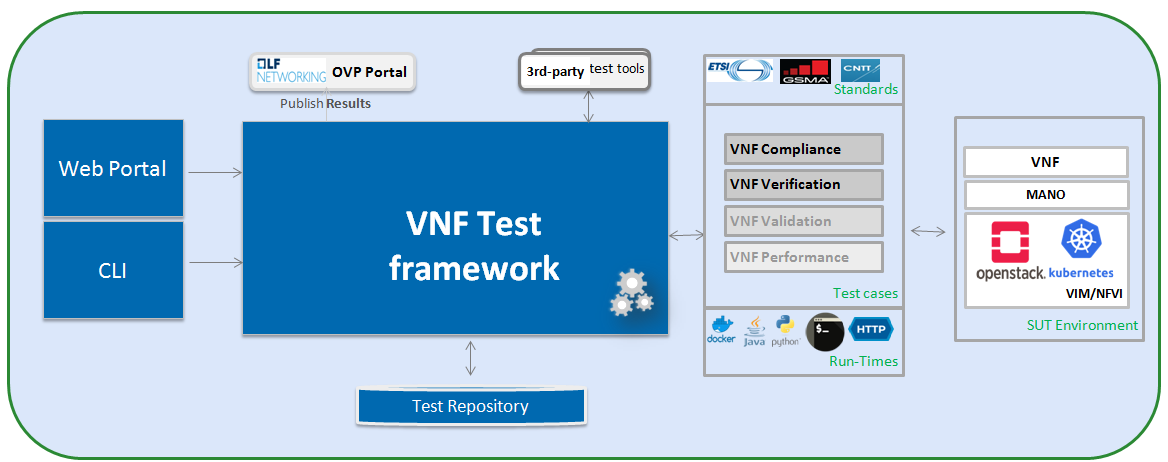 LF
NETWORKING
OVP Portal
Publish Results
3rd-party test tools
Web Portal
CLI
VNF Test
framework
Test Repository
ETSI
GSMA
CNTT
Standards
VNF Compliance
VNF Verification
VNF Validation
VNF Performance
Test cases
docker
Java
python
$_
HTTP
Run-Times
VNF
MANO
openstack.
kubernetes
VIM/NFVI
SUT Environment